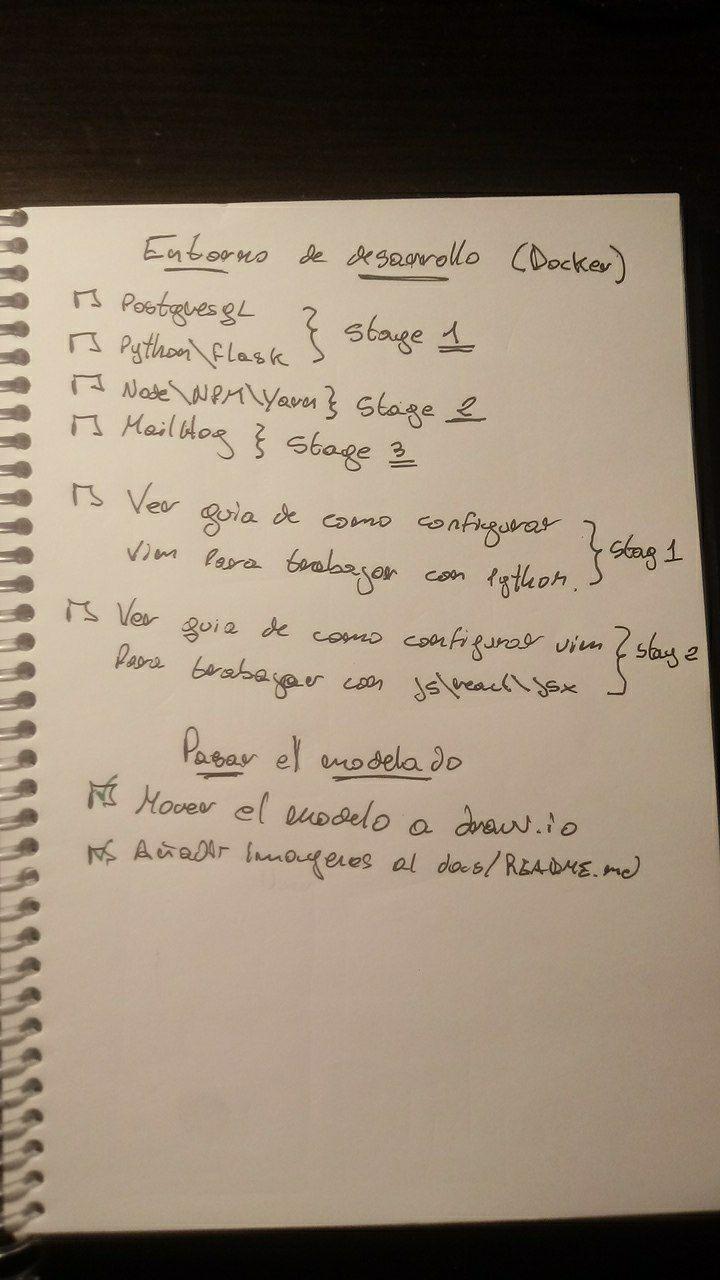 Entorno de desarrollo (Docker)
PostgresqL
Python\flask } Stage 1
Node\NPM\Yarn } Stage 2
MailHog } Stage 3
Ver guia de como configurar
vim para trabajar con Python. } Stag 1
Ver guia de como configurar vim
para trabajar con js\react\jsx } Stag 2
Pasar el modelado
Mover el modelo a draw.io
Añadir imagenes al docs/README.md